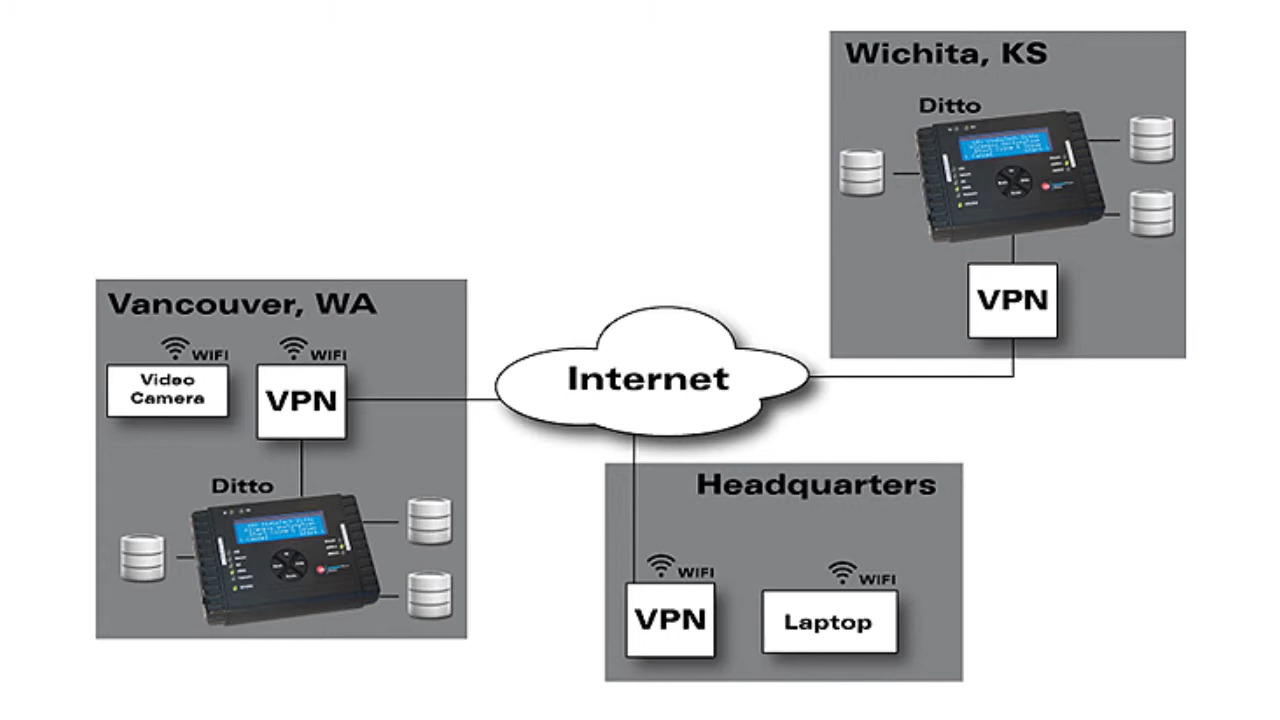 Wichita, KS
Ditto
VPN
Vancouver, WA
WIFI
WIFI
Video
Camera
VPN
Internet
Ditto
Headquarters
WIFI
WIFI
VPN
Laptop